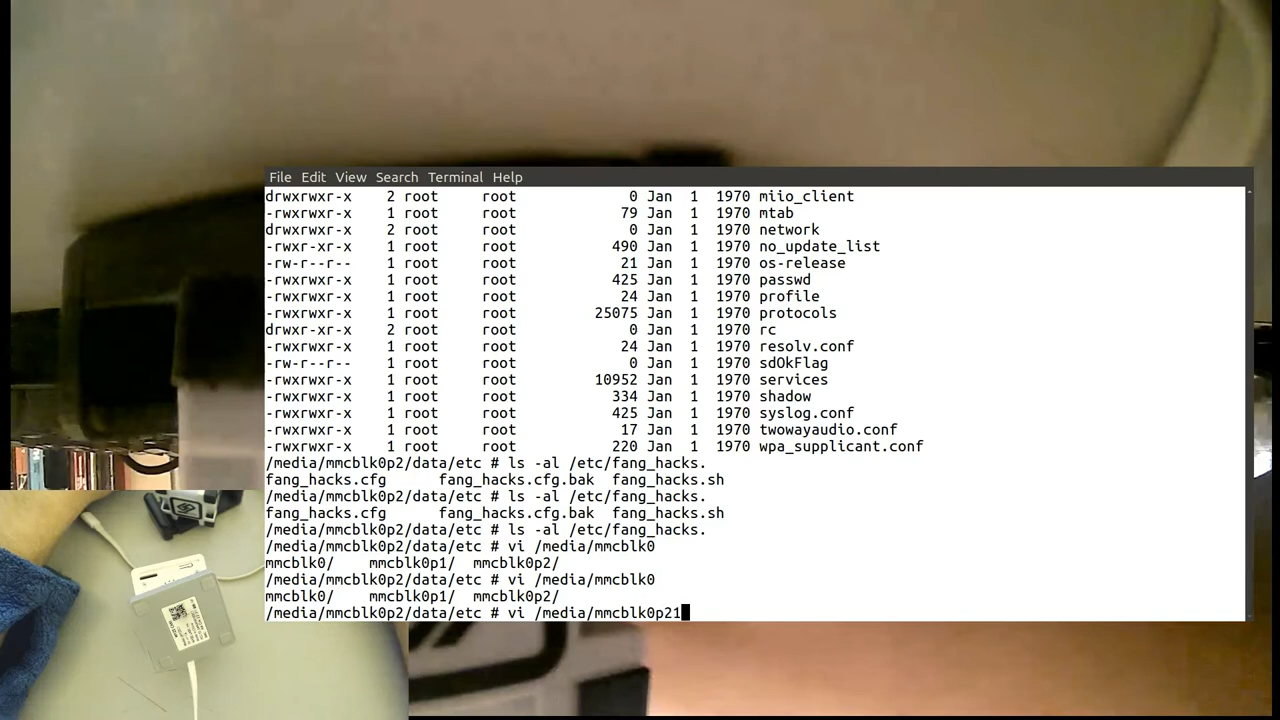 File Edit View Search Terminal Help
drwxrwxr-x 2 root root 0 Jan 1 1970 miio_client
-rwxrwxr-x 1 root root 79 Jan 1 1970 mtab
drwxrwxr-x 2 root root 0 Jan 1 1970 network
-rwxr-xr-x 1 root root 490 Jan 1 1970 no_update_list
-rw-r--r-- 1 root root 21 Jan 1 1970 os-release
-rwxrwxr-x 1 root root 425 Jan 1 1970 passwd
-rwxrwxr-x 1 root root 24 Jan 1 1970 profile
-rwxrwxr-x 1 root root 25075 Jan 1 1970 protocols
drwxr-xr-x 2 root root 0 Jan 1 1970 rc
-rwxrwxr-x 1 root root 24 Jan 1 1970 resolv.conf
-rw-r--r-- 1 root root 0 Jan 1 1970 sdOkFlag
-rwxrwxr-x 1 root root 10952 Jan 1 1970 services
-rwxrwxr-x 1 root root 334 Jan 1 1970 shadow
-rwxrwxr-x 1 root root 425 Jan 1 1970 syslog.conf
-rwxrwxr-x 1 root root 17 Jan 1 1970 twowayaudio.conf
-rwxrwxr-x 1 root root 220 Jan 1 1970 wpa_supplicant.conf
/media/mmcblk0p2/data/etc # ls -al /etc/fang_hacks.
fang_hacks.cfg fang_hacks.cfg.bak fang_hacks.sh
/media/mmcblk0p2/data/etc # ls -al /etc/fang_hacks.
fang_hacks.cfg fang_hacks.cfg.bak fang_hacks.sh
/media/mmcblk0p2/data/etc # ls -al /etc/fang_hacks.
/media/mmcblk0p2/data/etc # vi /media/mmcblk0
mmcblk0/ mmcblk0p1/ mmcblk0p2/
/media/mmcblk0p2/data/etc # vi /media/mmcblk0
mmcblk0/ mmcblk0p1/ mmcblk0p2/
/media/mmcblk0p2/data/etc # vi /media/mmcblk0p21